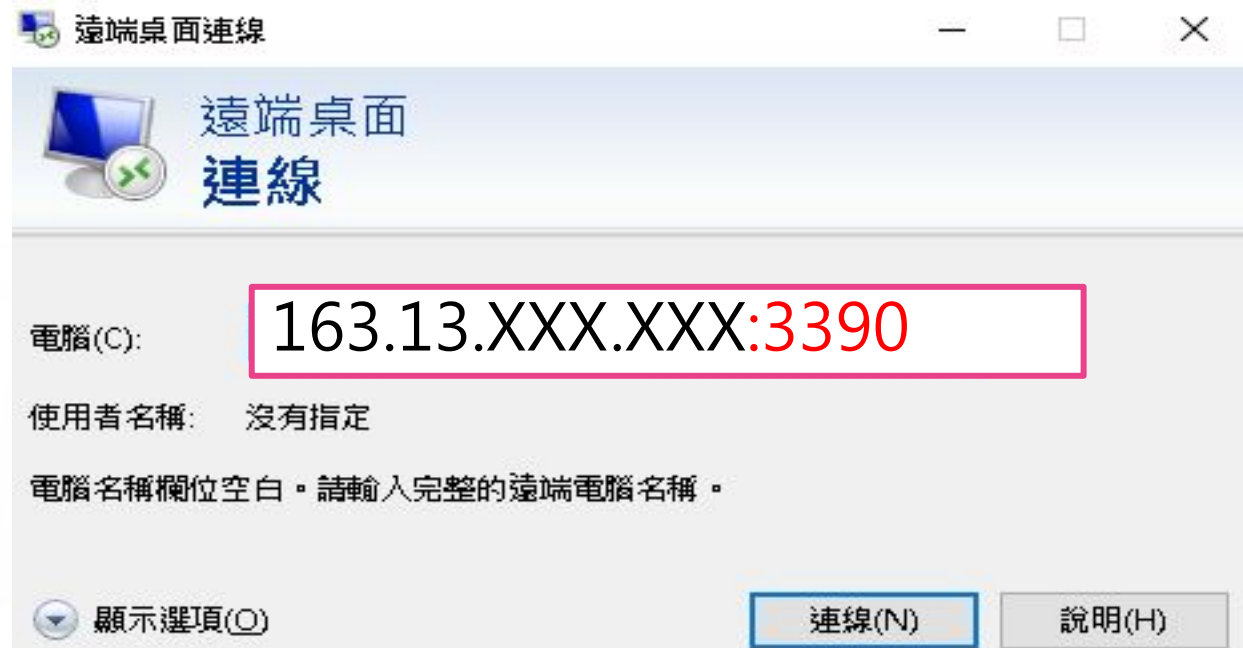 遠端桌面連線
遠端桌面
連線
電腦(C):
163.13.XXX.XXX:3390
使用者名稱: 沒有指定
電腦名稱欄位空白。請輸入完整的遠端電腦名稱。
顯示選項(O)
連線(N)
說明(H)